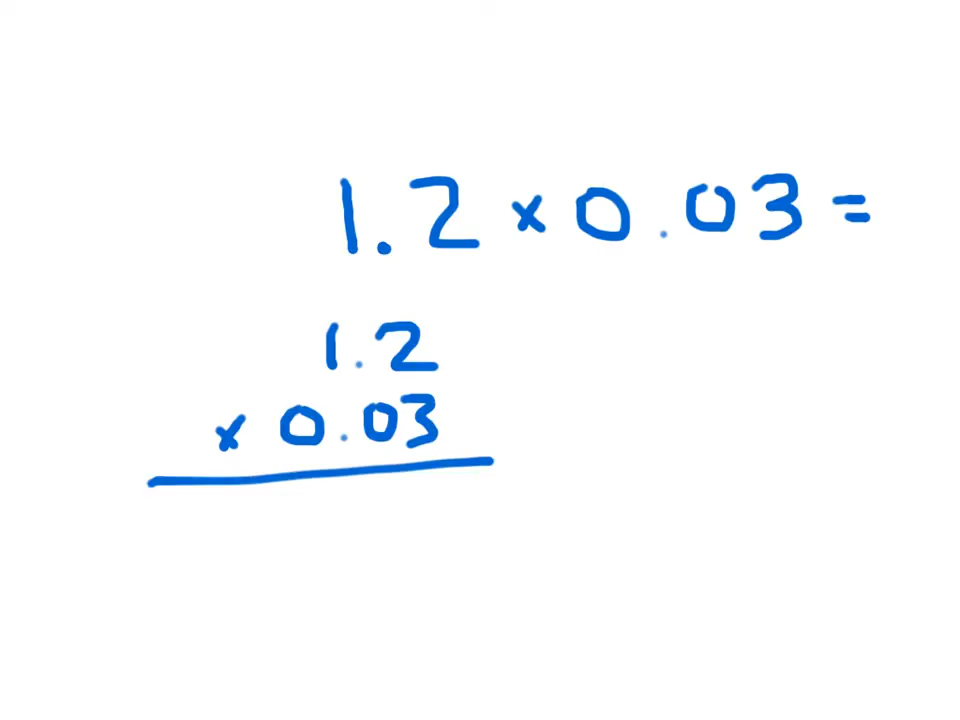 1.2 × 0.03 =
1.2
× 0.03